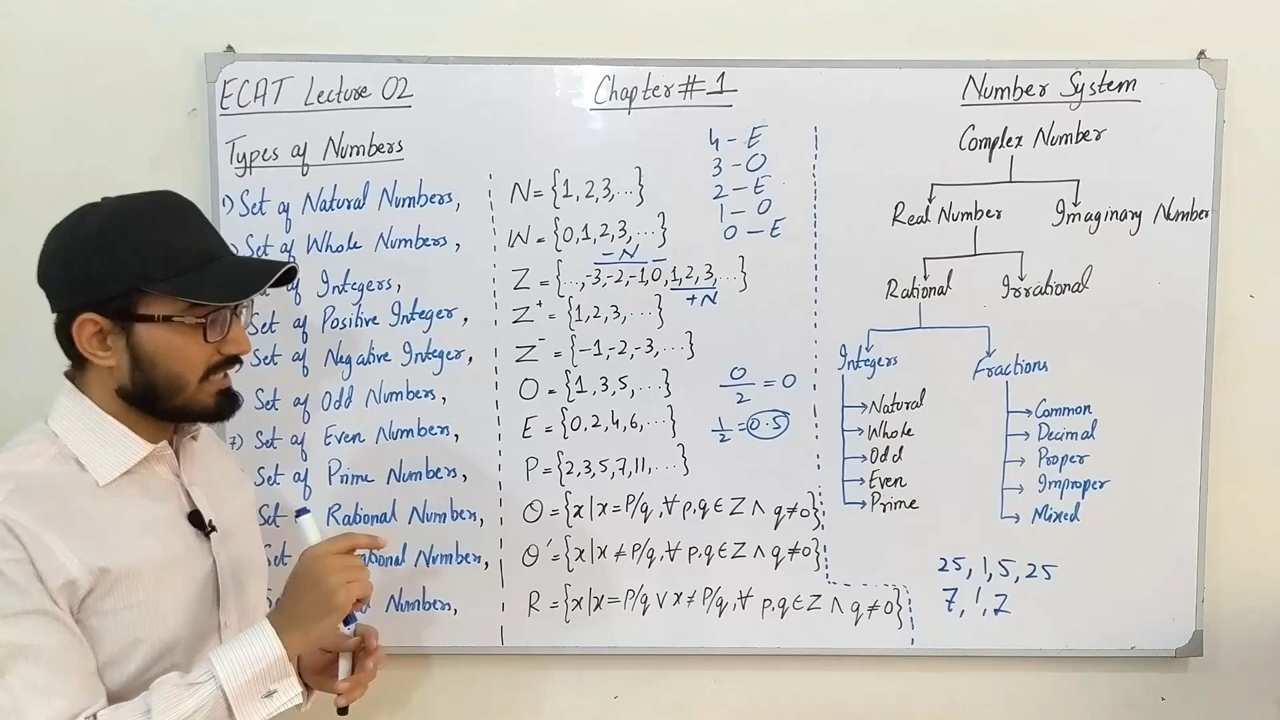 ECAT Lecture 02
Chapter # 1
Number System
Types of Numbers
1) Set of Natural Numbers,
Set of Whole Numbers,
of Integers,
Set of Positive Integer,
Set of Negative Integer,
Set of Odd Numbers,
7) Set of Even Numbers,
Set of Prime Numbers,
Set of Rational Numbers,
Set Numbers,
Numbers,
4 - E
3 - O
2 - E
1 - O
0 - E
N = {1, 2, 3, ...}
W = {0, 1, 2, 3, ...}
-N
Z = {..., -3, -2, -1, 0, 1, 2, 3, ...}
+N
Z⁺ = {1, 2, 3, ...}
Z⁻ = {-1, -2, -3, ...}
O = {1, 3, 5, ...}
E = {0, 2, 4, 6, ...}
P = {2, 3, 5, 7, 11, ...}
Q = {x | x = P/q, ∀ p, q ∈ Z ∧ q ≠ 0}
Q' = {x | x ≠ P/q, ∀ p, q ∈ Z ∧ q ≠ 0}
R = {x | x = P/q ∨ x ≠ P/q, ∀ p, q ∈ Z ∧ q ≠ 0}
0/2 = 0
1/2 = 0.5
Complex Number
Real Number
Imaginary Number
Rational
Irrational
Integers
Fractions
Natural
Whole
Odd
Even
Prime
Common
Decimal
Proper
Improper
Mixed
25, 1, 5, 25
7, 1, 7